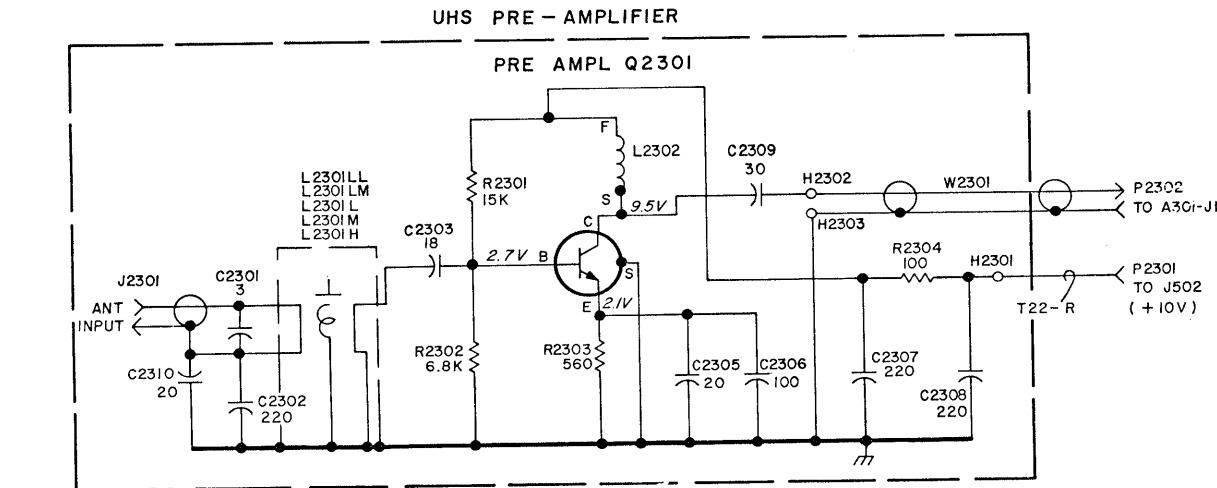 UHS PRE-AMPLIFIER
PRE AMPL Q2301
F
L2302
C2309
30
H2302
W2301
P2302
TO A301-J1
H2303
L2301LL
L2301LM
L2301L
L2301M
L2301H
R2301
15K
S
9.5V
C
C2303
18
2.7V
B
S
R2304
100
H2301
P2301
TO J502
(+10V)
T22-R
J2301
C2301
3
ANT
INPUT
E
2.1V
R2302
6.8K
R2303
560
C2305
20
C2306
100
C2307
220
C2308
220
C2310
20
C2302
220